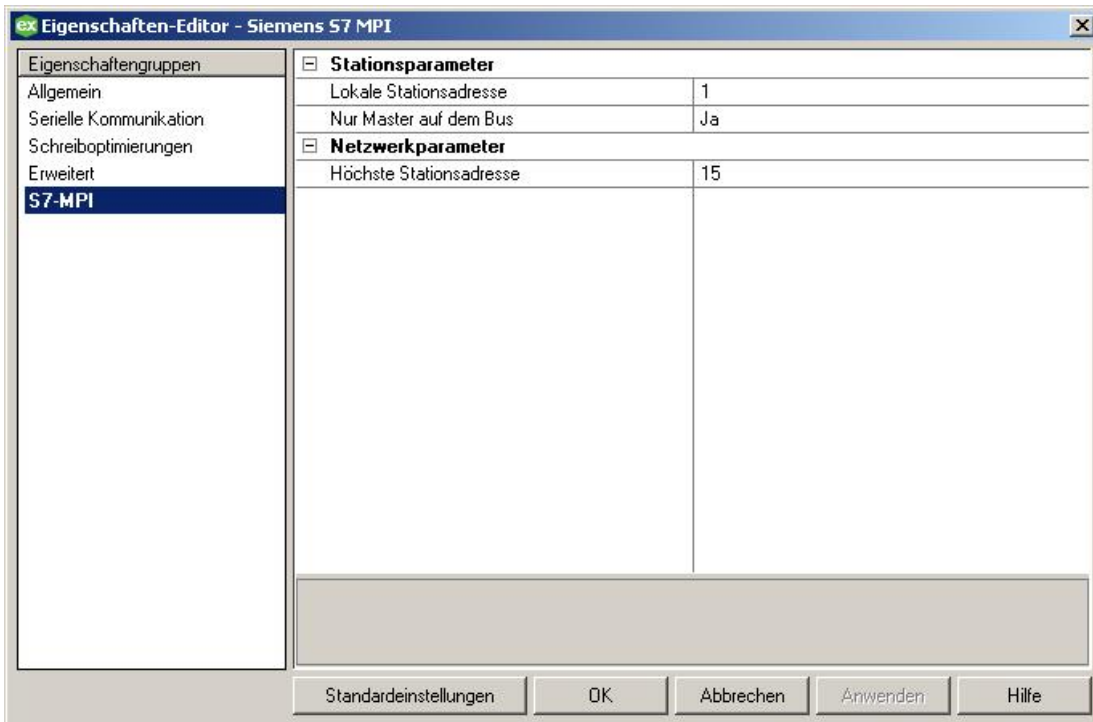 ex Eigenschaften-Editor - Siemens S7 MPI
Eigenschaftengruppen
Allgemein
Serielle Kommunikation
Schreiboptimierungen
Erweitert
S7-MPI
Stationsparameter
Lokale Stationsadresse 1
Nur Master auf dem Bus Ja
Netzwerkparameter
Höchste Stationsadresse 15
Standardeinstellungen OK Abbrechen Anwenden Hilfe